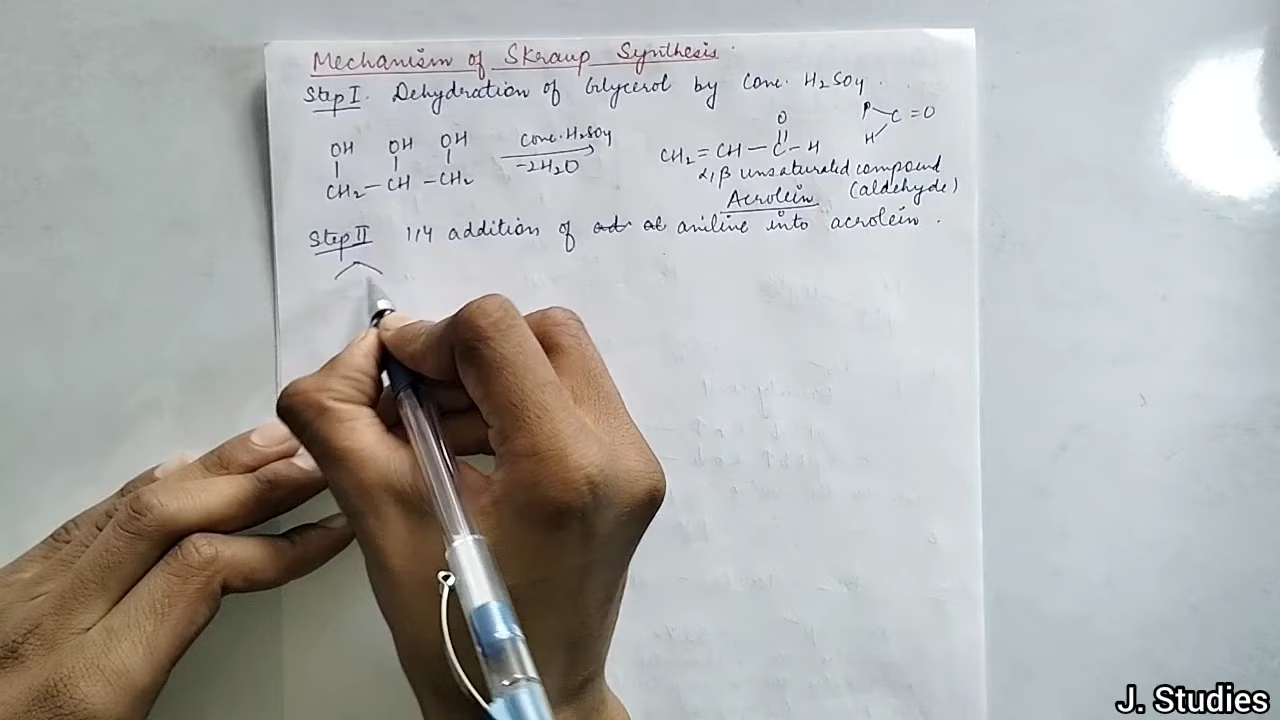 Mechanism of Skraup Synthesis.
Step I. Dehydration of Glycerol by Conc. H2SO4.
OH OH OH
CH2 - CH - CH2
Conc. H2SO4
-2H2O
O
CH2 = CH - C - H
R C = O
H
α,β unsaturated compound
(aldehyde)
Acrolein
Step II 1,4 addition of aniline into acrolein.
J. Studies